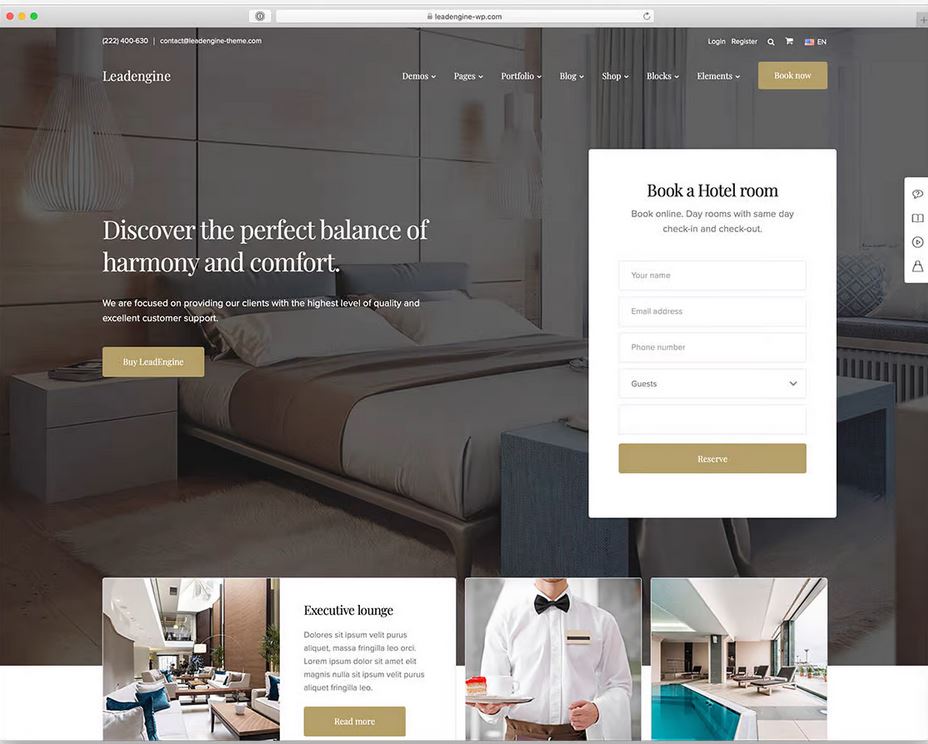 leadengine-wp.com
(222) 400-630 | contact@leadengine-theme.com
Login Register EN
Leadengine
Demos Pages Portfolio Blog Shop Blocks Elements Book now
Discover the perfect balance of
harmony and comfort.
We are focused on providing our clients with the highest level of quality and
excellent customer support.
Buy LeadEngine
Book a Hotel room
Book online. Day rooms with same day
check-in and check-out.
Your name
Email address
Phone number
Guests
Reserve
Executive lounge
Dolores sit ipsum velit purus
aliquet, massa fringilla leo orci.
Lorem ipsum dolor sit amet elit
magnis nulla sit ipsum velit purus
aliquet fringilla leo.
Read more